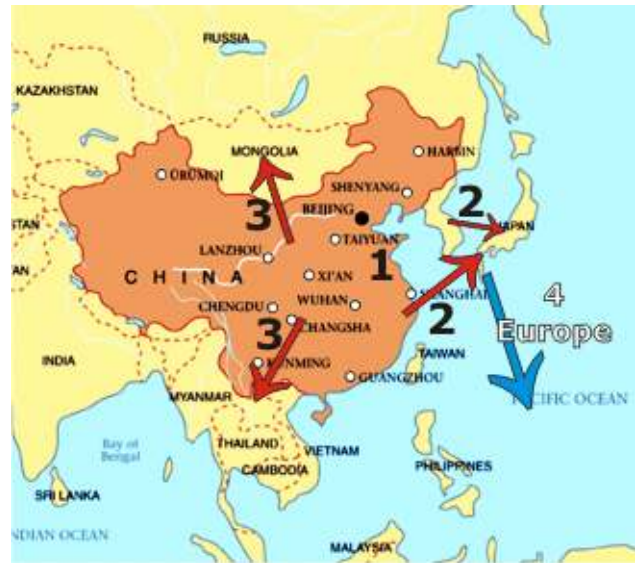 RUSSIA
KAZAKHSTAN
MONGOLIA
HARBIN
ÜRÜMQI
SHENYANG
BEIJING
3
2
JAPAN
LANZHOU
TAIYUAN
1
CHINA
XI'AN
SHANGHAI
4
CHENGDU
WUHAN
2
Europe
3
CHANGSHA
TAIWAN
INDIA
KUNMING
GUANGZHOU
MYANMAR
PACIFIC OCEAN
Bay of
Bengal
THAILAND
VIETNAM
CAMBODIA
PHILIPPINES
SRI LANKA
NDIAN OCEAN
MALAYSIA